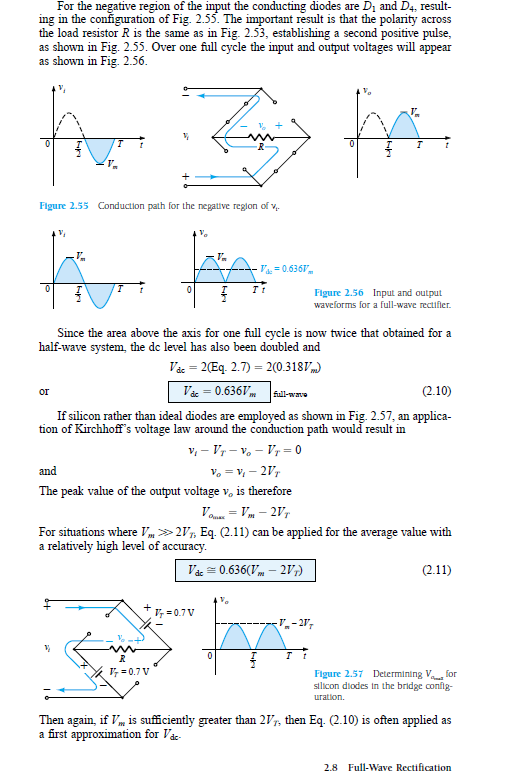 For the negative region of the input the conducting diodes are D₁ and D₄, result-
ing in the configuration of Fig. 2.55. The important result is that the polarity across
the load resistor R is the same as in Fig. 2.53, establishing a second positive pulse,
as shown in Fig. 2.55. Over one full cycle the input and output voltages will appear
as shown in Fig. 2.56.
vᵢ
0
T/2
T
t
Vₘ
−
vᵢ
+
− vₒ +
R
vₒ
Vₘ
0
T/2
T
t
Figure 2.55 Conduction path for the negative region of vᵢ.
vᵢ
Vₘ
0
T/2
T
t
vₒ
Vₘ
V_dc = 0.636Vₘ
0
T/2
T
t
Figure 2.56 Input and output
waveforms for a full-wave rectifier.
Since the area above the axis for one full cycle is now twice that obtained for a
half-wave system, the dc level has also been doubled and
V_dc = 2(Eq. 2.7) = 2(0.318Vₘ)
or
V_dc = 0.636Vₘ full-wave
(2.10)
If silicon rather than ideal diodes are employed as shown in Fig. 2.57, an applica-
tion of Kirchhoff's voltage law around the conduction path would result in
vᵢ − V_T − vₒ − V_T = 0
and
vₒ = vᵢ − 2V_T
The peak value of the output voltage vₒ is therefore
V_oₘₐₓ = Vₘ − 2V_T
For situations where Vₘ ≫ 2V_T, Eq. (2.11) can be applied for the average value with
a relatively high level of accuracy.
V_dc ≅ 0.636(Vₘ − 2V_T)
(2.11)
+
vᵢ
−
+ V_T = 0.7 V −
− vₒ +
R
+ V_T = 0.7 V −
vₒ
Vₘ − 2V_T
0
T/2
T
t
Figure 2.57 Determining V_oₘₐₓ for
silicon diodes in the bridge config-
uration.
Then again, if Vₘ is sufficiently greater than 2V_T, then Eq. (2.10) is often applied as
a first approximation for V_dc.
2.8 Full-Wave Rectification